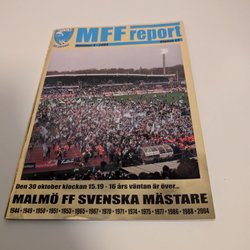 MFF report
Den 30 oktober klockan 15.19 - 16 års väntan är över...
MALMÖ FF SVENSKA MÄSTARE
1944 • 1949 • 1950 • 1951 • 1953 • 1965 • 1967 • 1970 • 1971 • 1974 • 1975 • 1977 • 1986 • 1988 • 2004